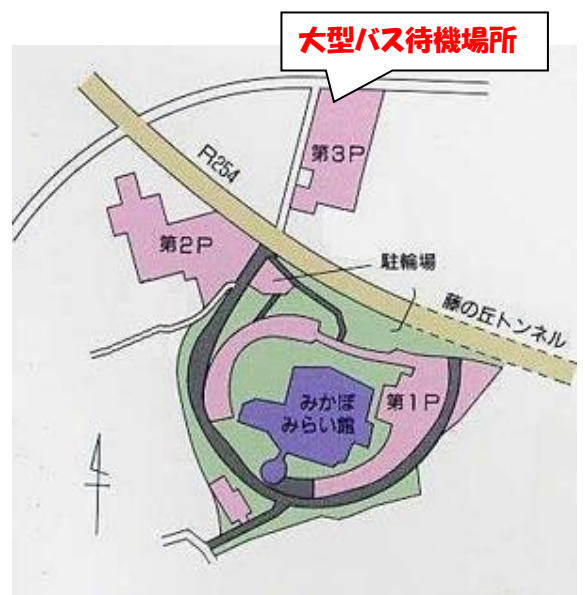 大型バス待機場所
第3P
R254
第2P
駐輪場
藤の丘トンネル
みかぼ
みらい館
第1P